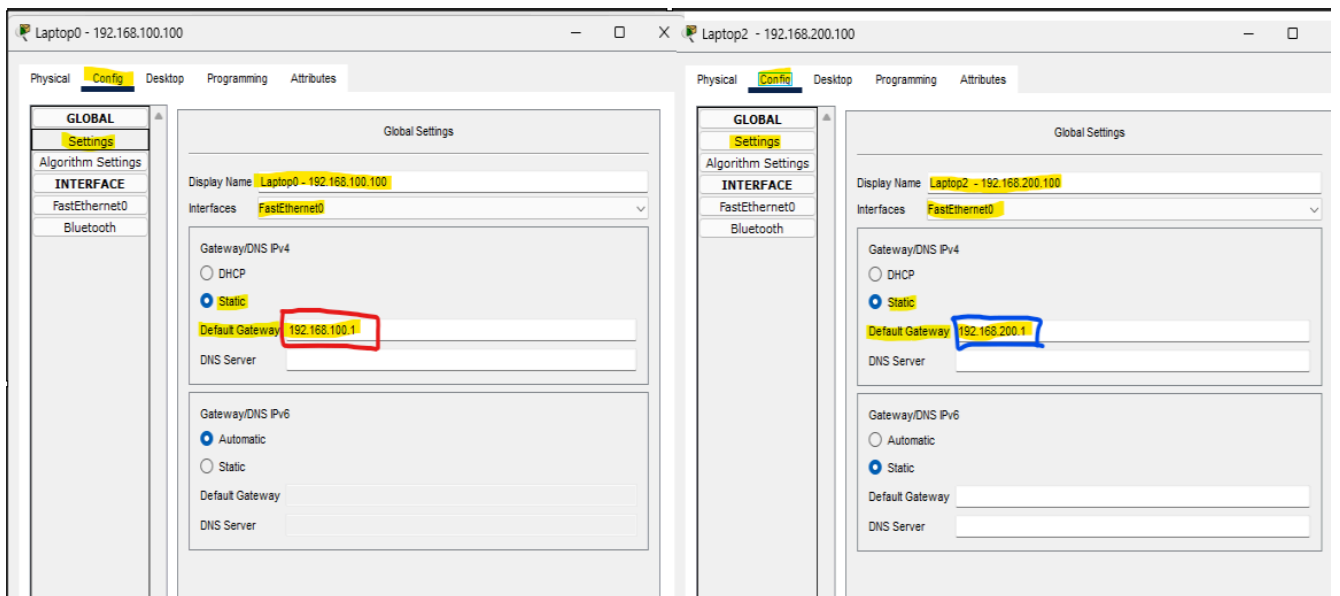 Laptop0 - 192.168.100.100
Physical Config Desktop Programming Attributes
GLOBAL
Settings
Algorithm Settings
INTERFACE
FastEthernet0
Bluetooth
Global Settings
Display Name Laptop0 - 192.168.100.100
Interfaces FastEthernet0
Gateway/DNS IPv4
DHCP
Static
Default Gateway 192.168.100.1
DNS Server
Gateway/DNS IPv6
Automatic
Static
Default Gateway
DNS Server
Laptop2 - 192.168.200.100
Physical Config Desktop Programming Attributes
GLOBAL
Settings
Algorithm Settings
INTERFACE
FastEthernet0
Bluetooth
Global Settings
Display Name Laptop2 - 192.168.200.100
Interfaces FastEthernet0
Gateway/DNS IPv4
DHCP
Static
Default Gateway 192.168.200.1
DNS Server
Gateway/DNS IPv6
Automatic
Static
Default Gateway
DNS Server